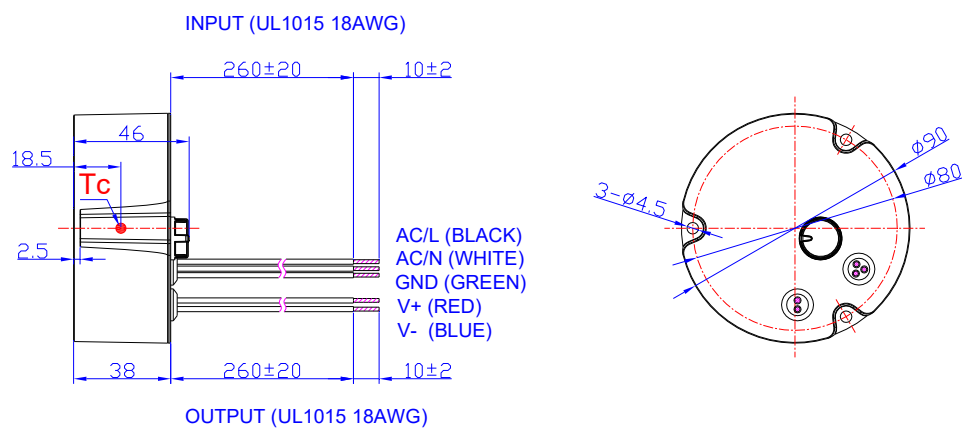 INPUT (UL1015 18AWG)
260±20
10±2
46
18.5
Tc
2.5
AC/L (BLACK)
AC/N (WHITE)
GND (GREEN)
V+ (RED)
V- (BLUE)
38
260±20
10±2
OUTPUT (UL1015 18AWG)
ø90
ø80
3-ø4.5